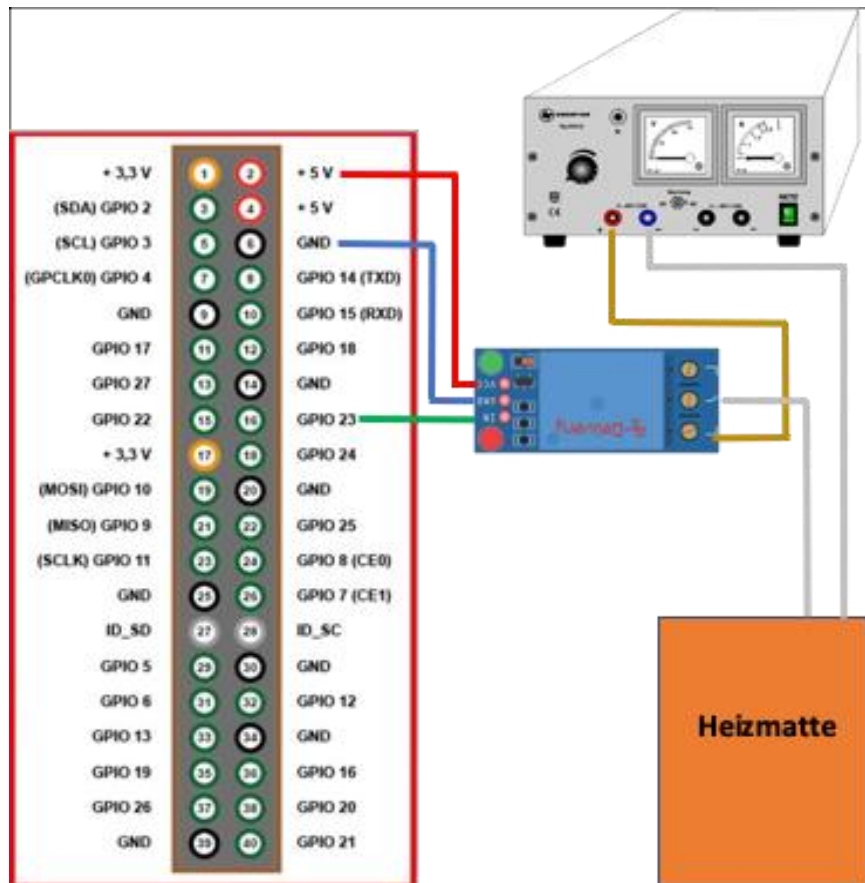 + 3,3 V 1 2 + 5 V
(SDA) GPIO 2 3 4 + 5 V
(SCL) GPIO 3 5 6 GND
(GPCLK0) GPIO 4 7 8 GPIO 14 (TXD)
GND 9 10 GPIO 15 (RXD)
GPIO 17 11 12 GPIO 18
GPIO 27 13 14 GND
GPIO 22 15 16 GPIO 23
+ 3,3 V 17 18 GPIO 24
(MOSI) GPIO 10 19 20 GND
(MISO) GPIO 9 21 22 GPIO 25
(SCLK) GPIO 11 23 24 GPIO 8 (CE0)
GND 25 26 GPIO 7 (CE1)
ID_SD 27 28 ID_SC
GPIO 5 29 30 GND
GPIO 6 31 32 GPIO 12
GPIO 13 33 34 GND
GPIO 19 35 36 GPIO 16
GPIO 26 37 38 GPIO 20
GND 39 40 GPIO 21
V
A
NETZ
CE
VCC
GND
IN
Heizmatte